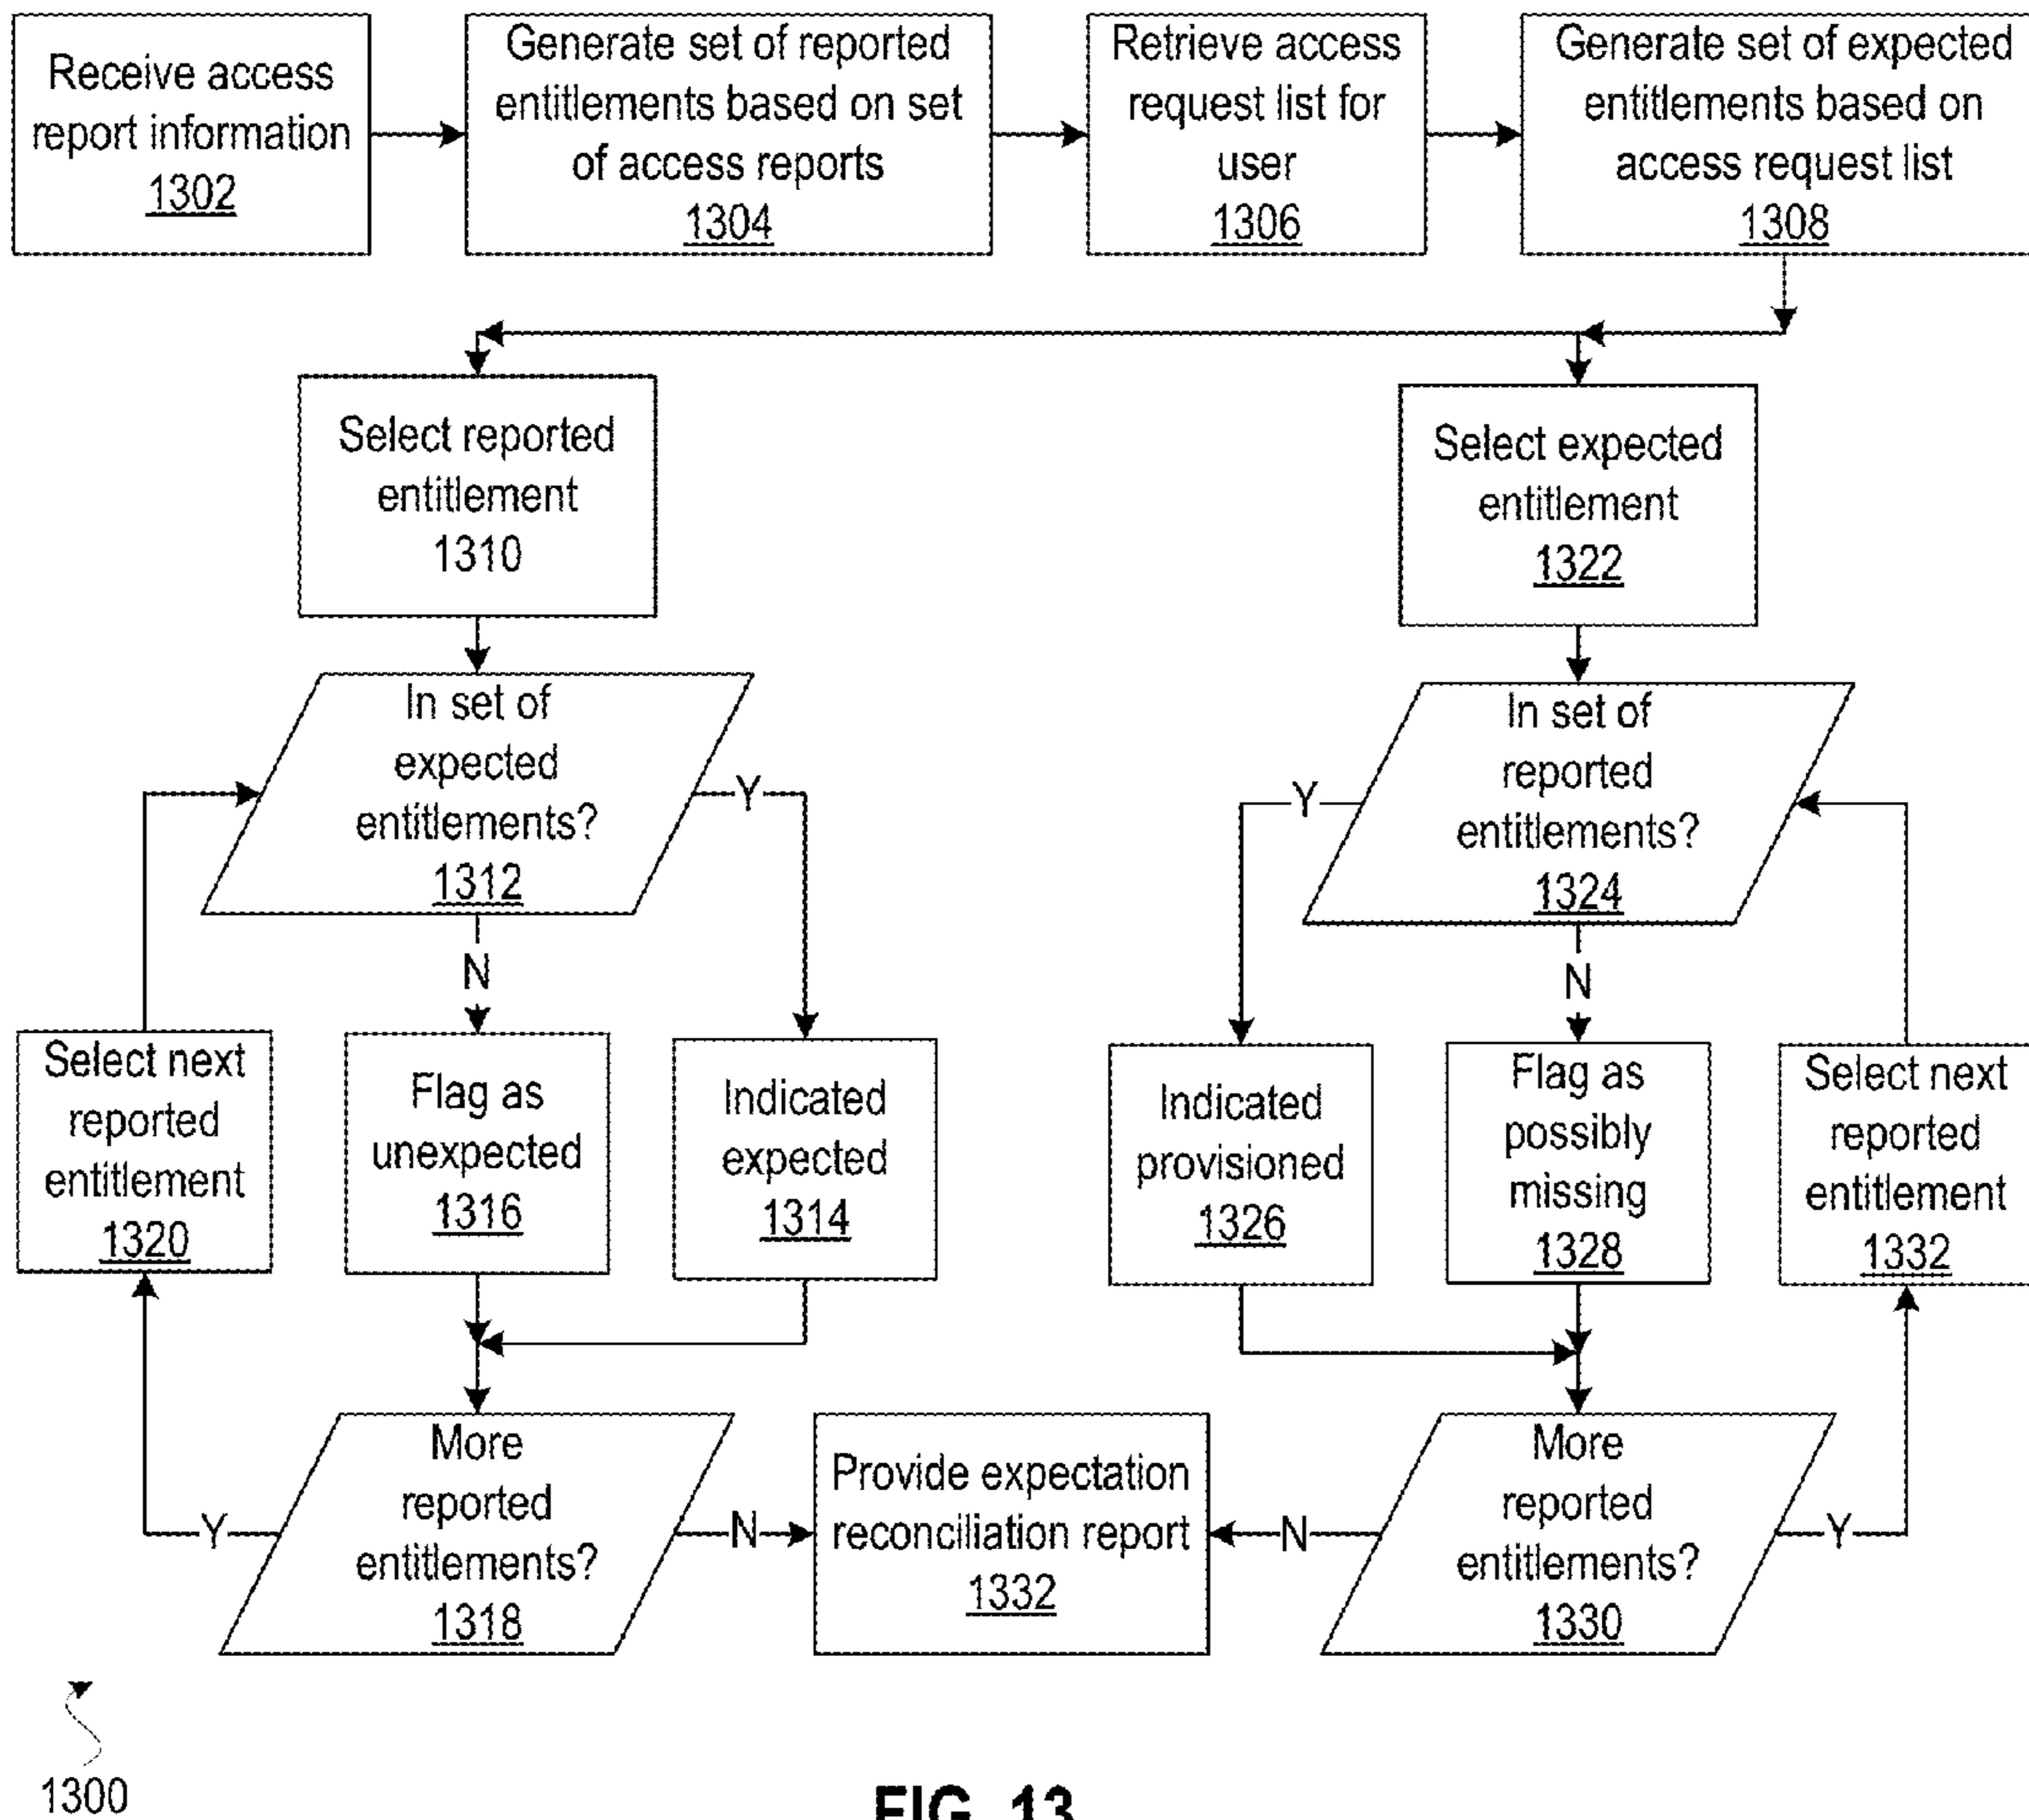 Receive access
report information
1302
Generate set of reported
entitlements based on set
of access reports
1304
Retrieve access
request list for
user
1306
Generate set of expected
entitlements based on
access request list
1308
Select reported
entitlement
1310
Select expected
entitlement
1322
In set of
expected
entitlements?
1312
Y
N
In set of
reported
entitlements?
1324
Y
N
Select next
reported
entitlement
1320
Flag as
unexpected
1316
Indicated
expected
1314
Indicated
provisioned
1326
Flag as
possibly
missing
1328
Select next
reported
entitlement
1332
More
reported
entitlements?
1318
Y
N
Provide expectation
reconciliation report
1332
More
reported
entitlements?
1330
N
Y
1300
FIG. 13